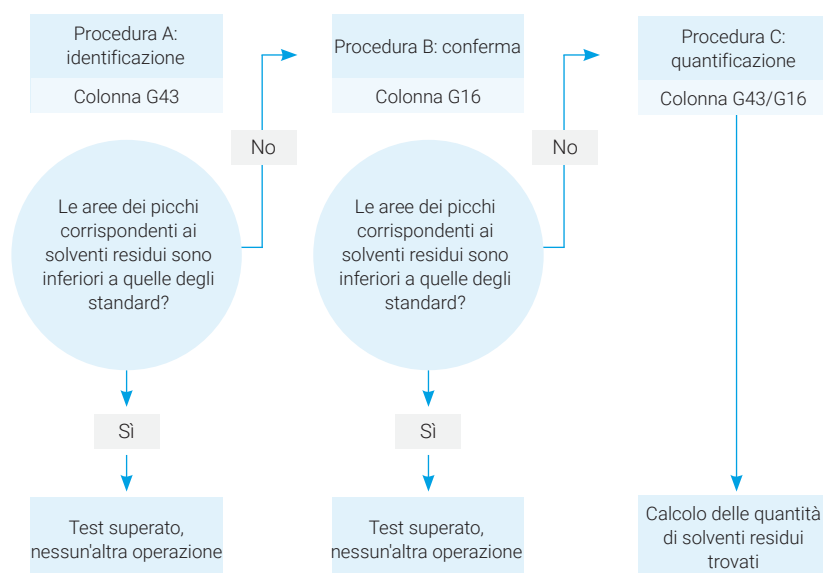 Procedura A:
identificazione
Colonna G43
No
Le aree dei picchi
corrispondenti ai
solventi residui sono
inferiori a quelle degli
standard?
Sì
Test superato,
nessun'altra operazione
Procedura B: conferma
Colonna G16
No
Le aree dei picchi
corrispondenti ai
solventi residui sono
inferiori a quelle degli
standard?
Sì
Test superato,
nessun'altra operazione
Procedura C:
quantificazione
Colonna G43/G16
Calcolo delle quantità
di solventi residui
trovati